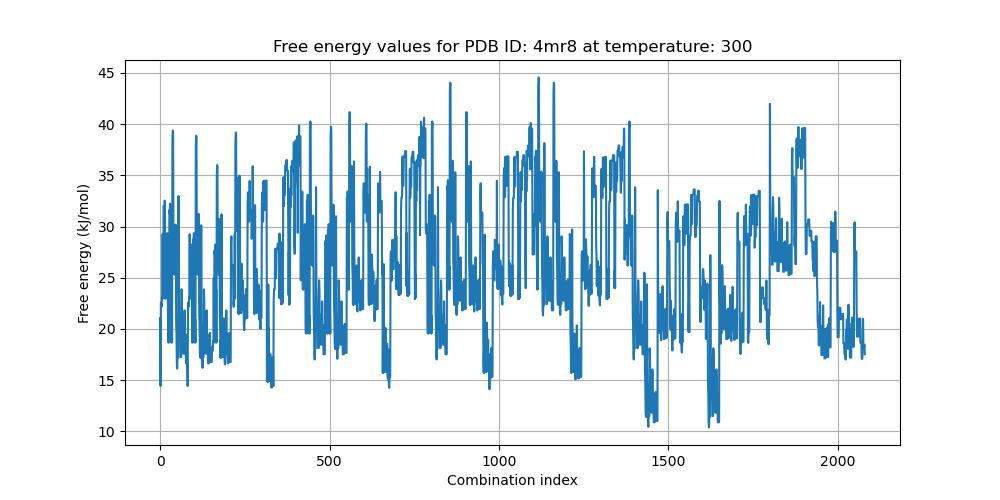 Free energy values for PDB ID: 4mr8 at temperature: 300
Free energy (kJ/mol)
45
40
35
30
25
20
15
10
0 500 1000 1500 2000
Combination index